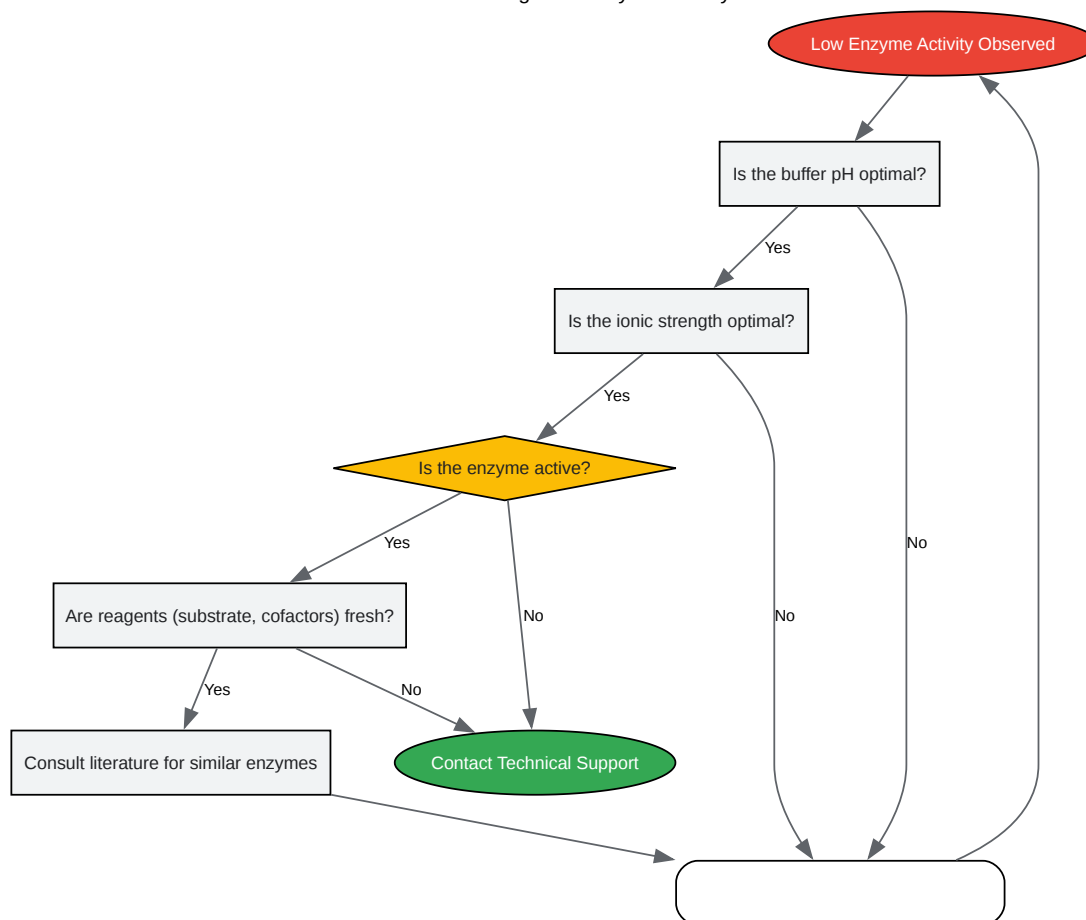 Low Enzyme Activity Observed
Is the buffer pH optimal?
Yes
Is the ionic strength optimal?
Yes
Is the enzyme active?
Yes
No
Are reagents (substrate, cofactors) fresh?
No
No
Yes
No
Consult literature for similar enzymes
Contact Technical Support